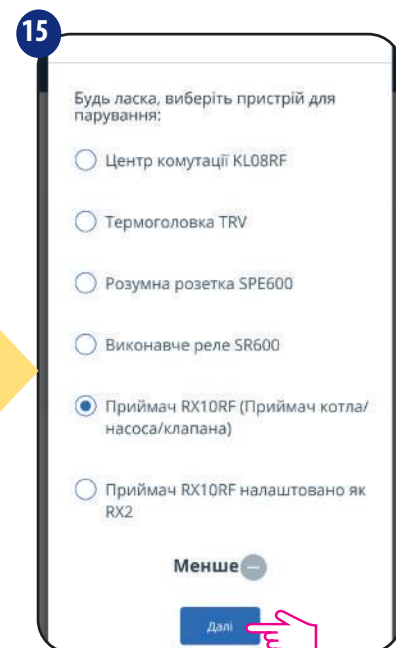 15
Будь ласка, виберіть пристрій для
парування:
Центр комутації KL08RF
Термоголовка TRV
Розумна розетка SPE600
Виконавче реле SR600
Приймач RX10RF (Приймач котла/
насоса/клапана)
Приймач RX10RF налаштовано як
RX2
Менше
Далі